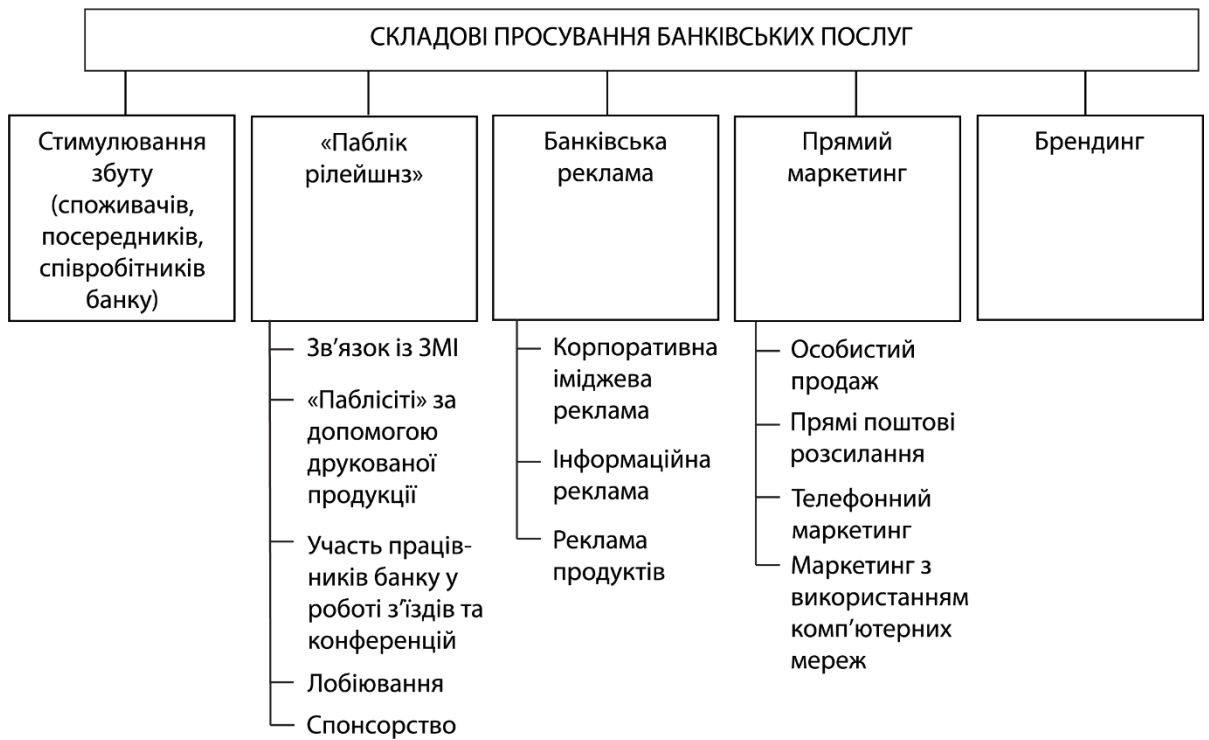 СКЛАДОВІ ПРОСУВАННЯ БАНКІВСЬКИХ ПОСЛУГ
Стимулювання
збуту
(споживачів,
посередників,
співробітників
банку)
«Паблік
рілейшнз»
Зв’язок із ЗМІ
«Паблісіті» за
допомогою
друкованої
продукції
Участь праців-
ників банку у
роботі з’їздів та
конференцій
Лобіювання
Спонсорство
Банківська
реклама
Корпоративна
іміджева
реклама
Інформаційна
реклама
Реклама
продуктів
Прямий
маркетинг
Особистий
продаж
Прямі поштові
розсилання
Телефонний
маркетинг
Маркетинг з
використанням
комп’ютерних
мереж
Брендинг